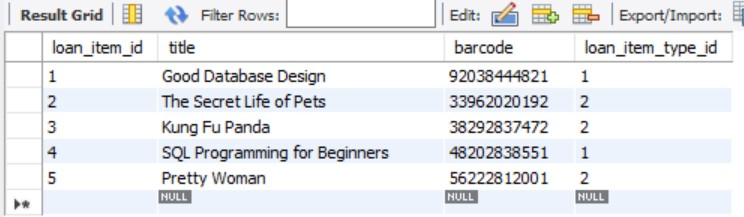 Result Grid Filter Rows: Edit: Export/Import:
loan_item_id title barcode loan_item_type_id
1 Good Database Design 92038444821 1
2 The Secret Life of Pets 33962020192 2
3 Kung Fu Panda 38292837472 2
4 SQL Programming for Beginners 48202838551 1
5 Pretty Woman 56222812001 2
NULL NULL NULL